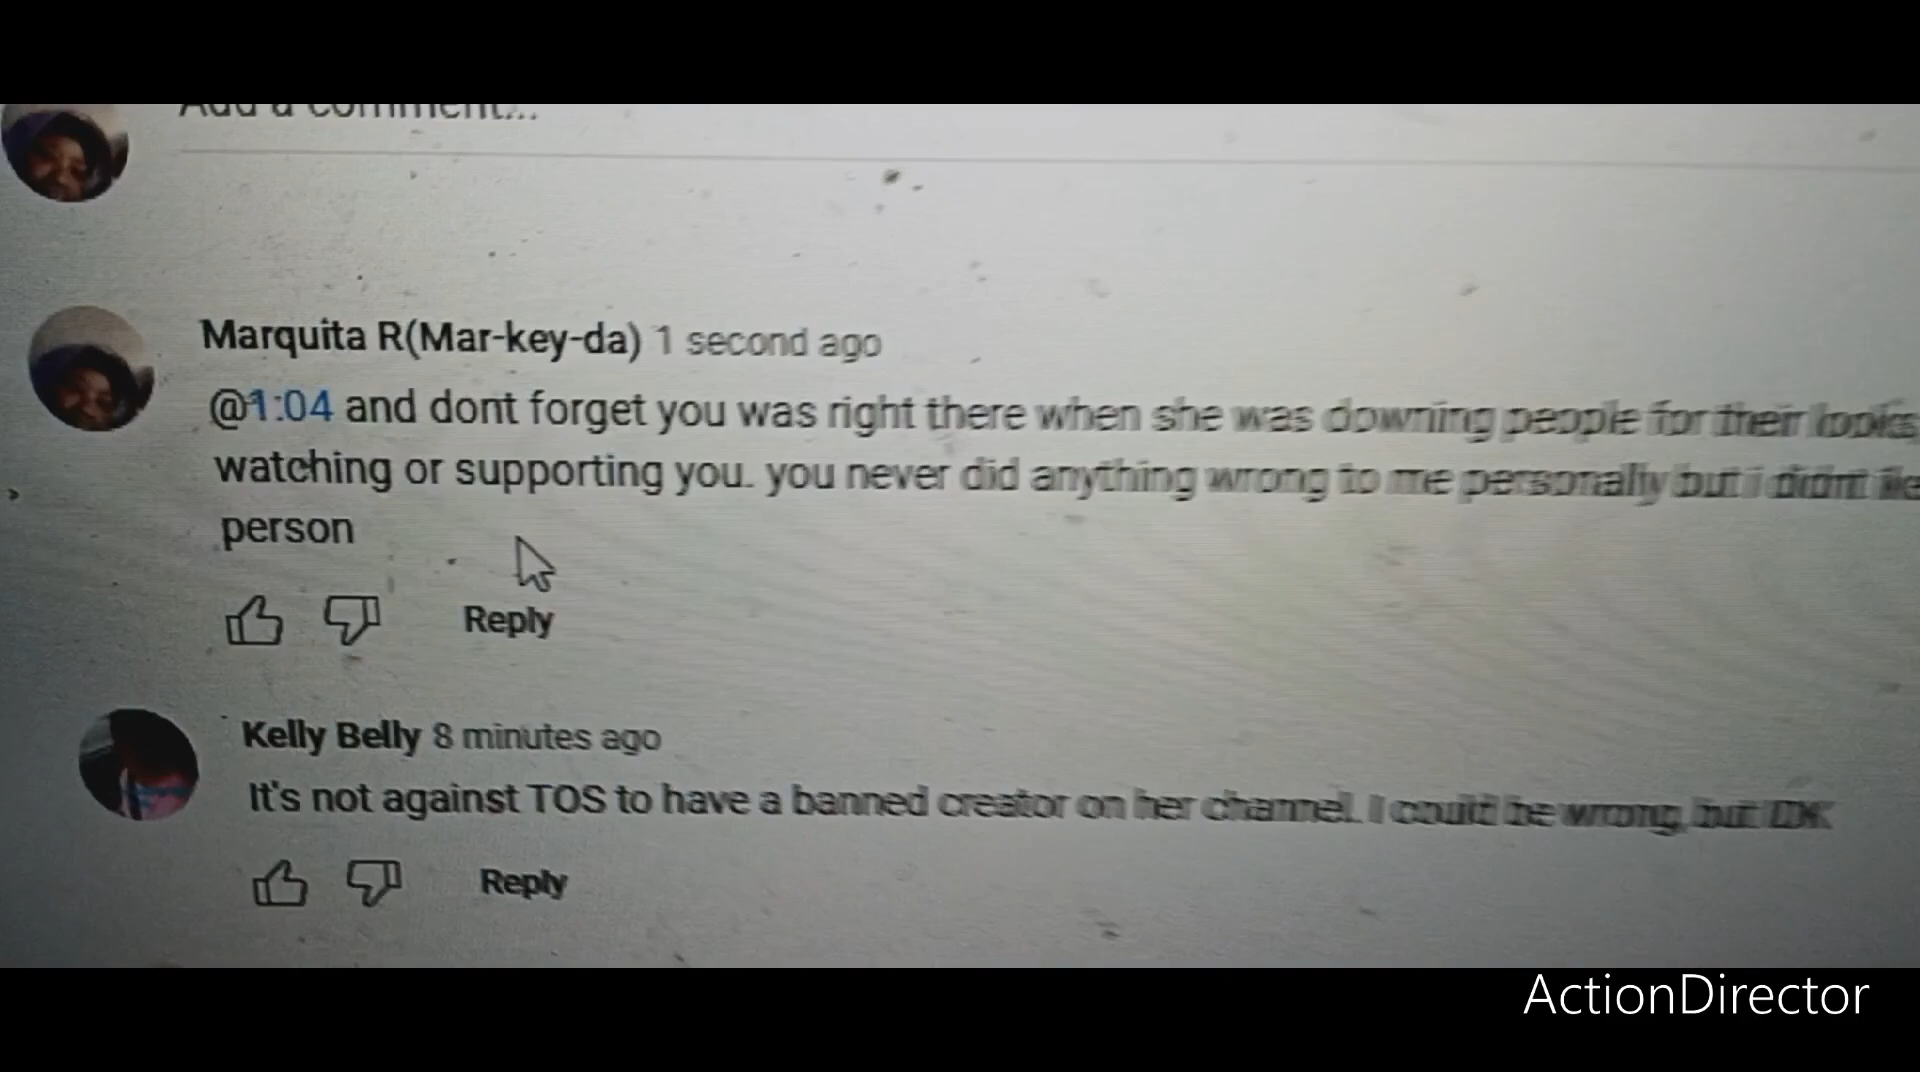 Add a comment...
Marquita R(Mar-key-da) 1 second ago
@1:04 and dont forget you was right there when she was downing people for their looks
watching or supporting you. you never did anything wrong to me personally but i didnt
person
Reply
Kelly Belly 8 minutes ago
It's not against TOS to have a banned creator on her channel. I could be wrong, but IDK
Reply
ActionDirector